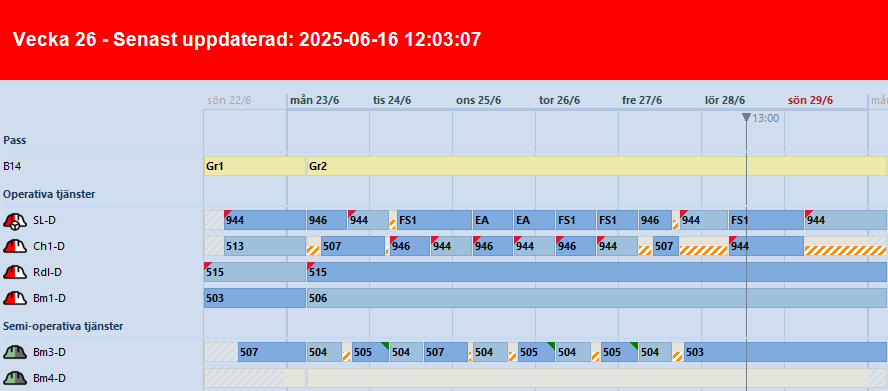 Vecka 26 - Senast uppdaterad: 2025-06-16 12:03:07
sön 22/6 mån 23/6 tis 24/6 ons 25/6 tor 26/6 fre 27/6 lör 28/6 sön 29/6 mån
13:00
Pass
B14 Gr1 Gr2
Operativa tjänster
SL-D 944 946 944 FS1 EA EA FS1 FS1 946 944 FS1 944
Ch1-D 513 507 946 944 946 944 946 944 507 944
Rdl-D 515 515
Bm1-D 503 506
Semi-operativa tjänster
Bm3-D 507 504 505 504 507 504 505 504 505 504 503
Bm4-D